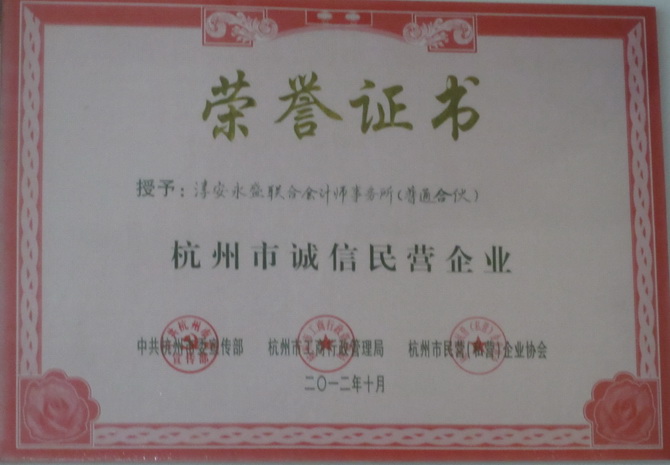 荣誉证书
授予：淳安永盛联合会计师事务所(普通合伙)
杭州市诚信民营企业
中共杭州市委宣传部 杭州市工商行政管理局 杭州市民营(私营)企业协会
二〇一二年十月